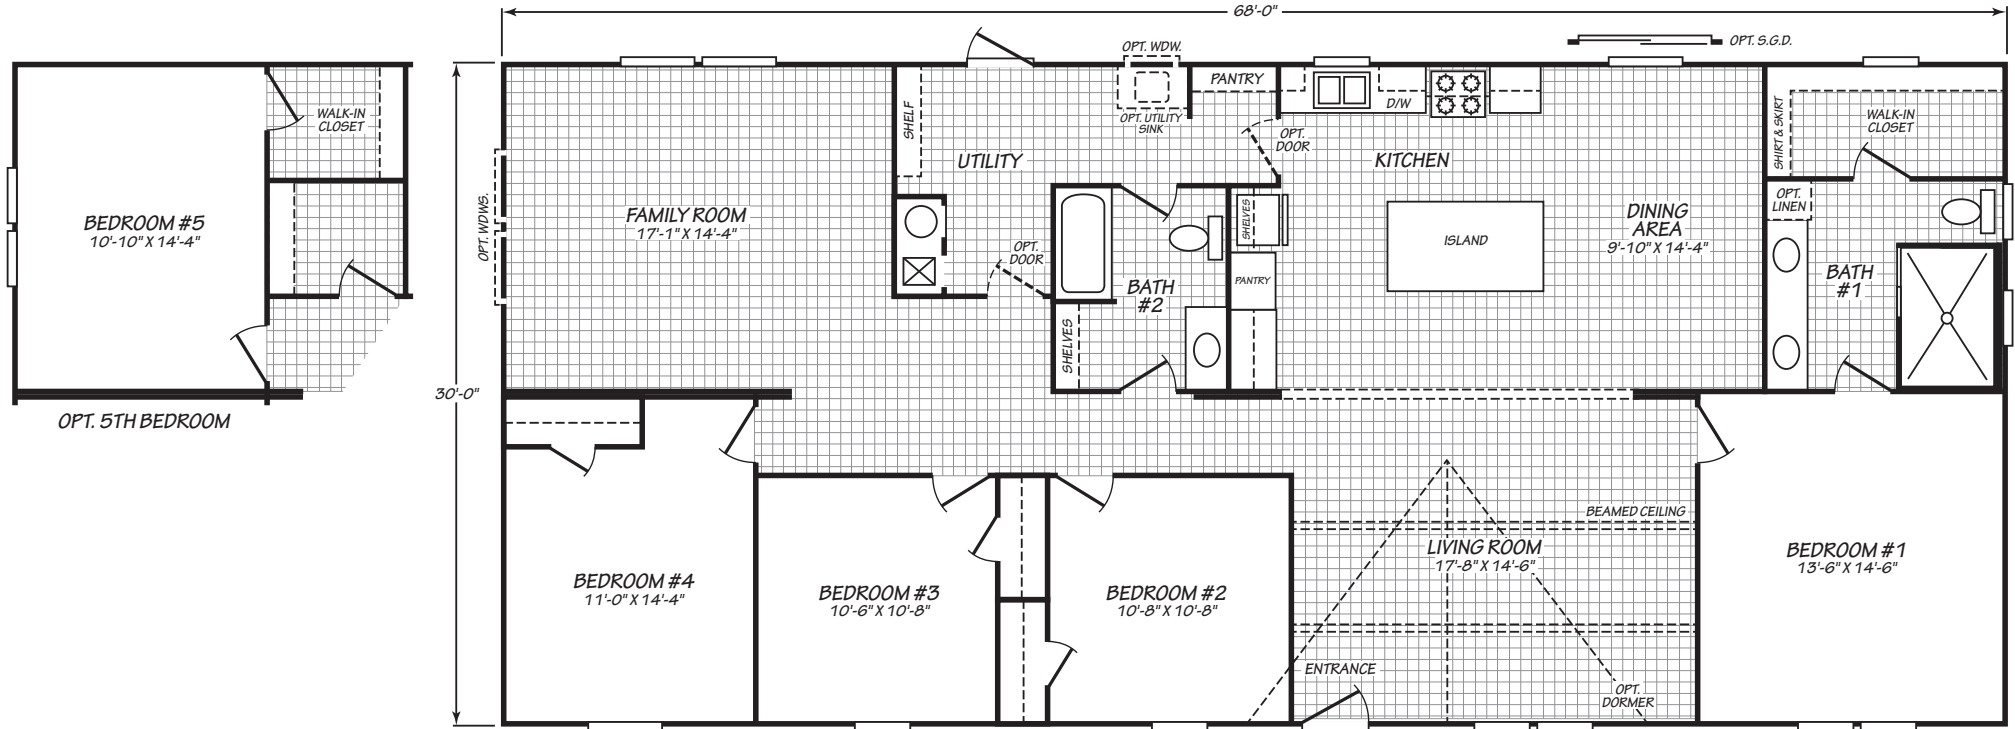 68'-0"
OPT. S.G.D.
OPT. WDW.
PANTRY
D/W
SHELF
OPT. UTILITY
SINK
OPT.
DOOR
UTILITY
KITCHEN
SHIRT & SKIRT
WALK-IN
CLOSET
WALK-IN
CLOSET
BEDROOM #5
10'-10" X 14'-4"
OPT. WDWS.
FAMILY ROOM
17'-1" X 14'-4"
OPT.
DOOR
SHELVES
ISLAND
DINING
AREA
9'-10" X 14'-4"
OPT.
LINEN
BATH
#2
PANTRY
BATH
#1
SHELVES
30'-0"
OPT. 5TH BEDROOM
BEAMED CEILING
LIVING ROOM
17'-8" X 14'-6"
BEDROOM #1
13'-6" X 14'-6"
BEDROOM #4
11'-0" X 14'-4"
BEDROOM #3
10'-6" X 10'-8"
BEDROOM #2
10'-8" X 10'-8"
ENTRANCE
OPT.
DORMER